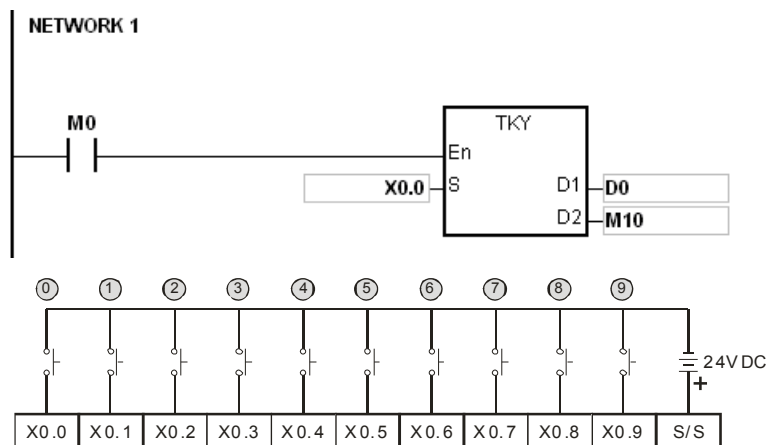 NETWORK 1
M0
TKY
En
X0.0 S D1 D0
D2 M10
0 1 2 3 4 5 6 7 8 9
24V DC
+
X0.0 X0.1 X0.2 X0.3 X0.4 X0.5 X0.6 X0.7 X0.8 X0.9 S/S